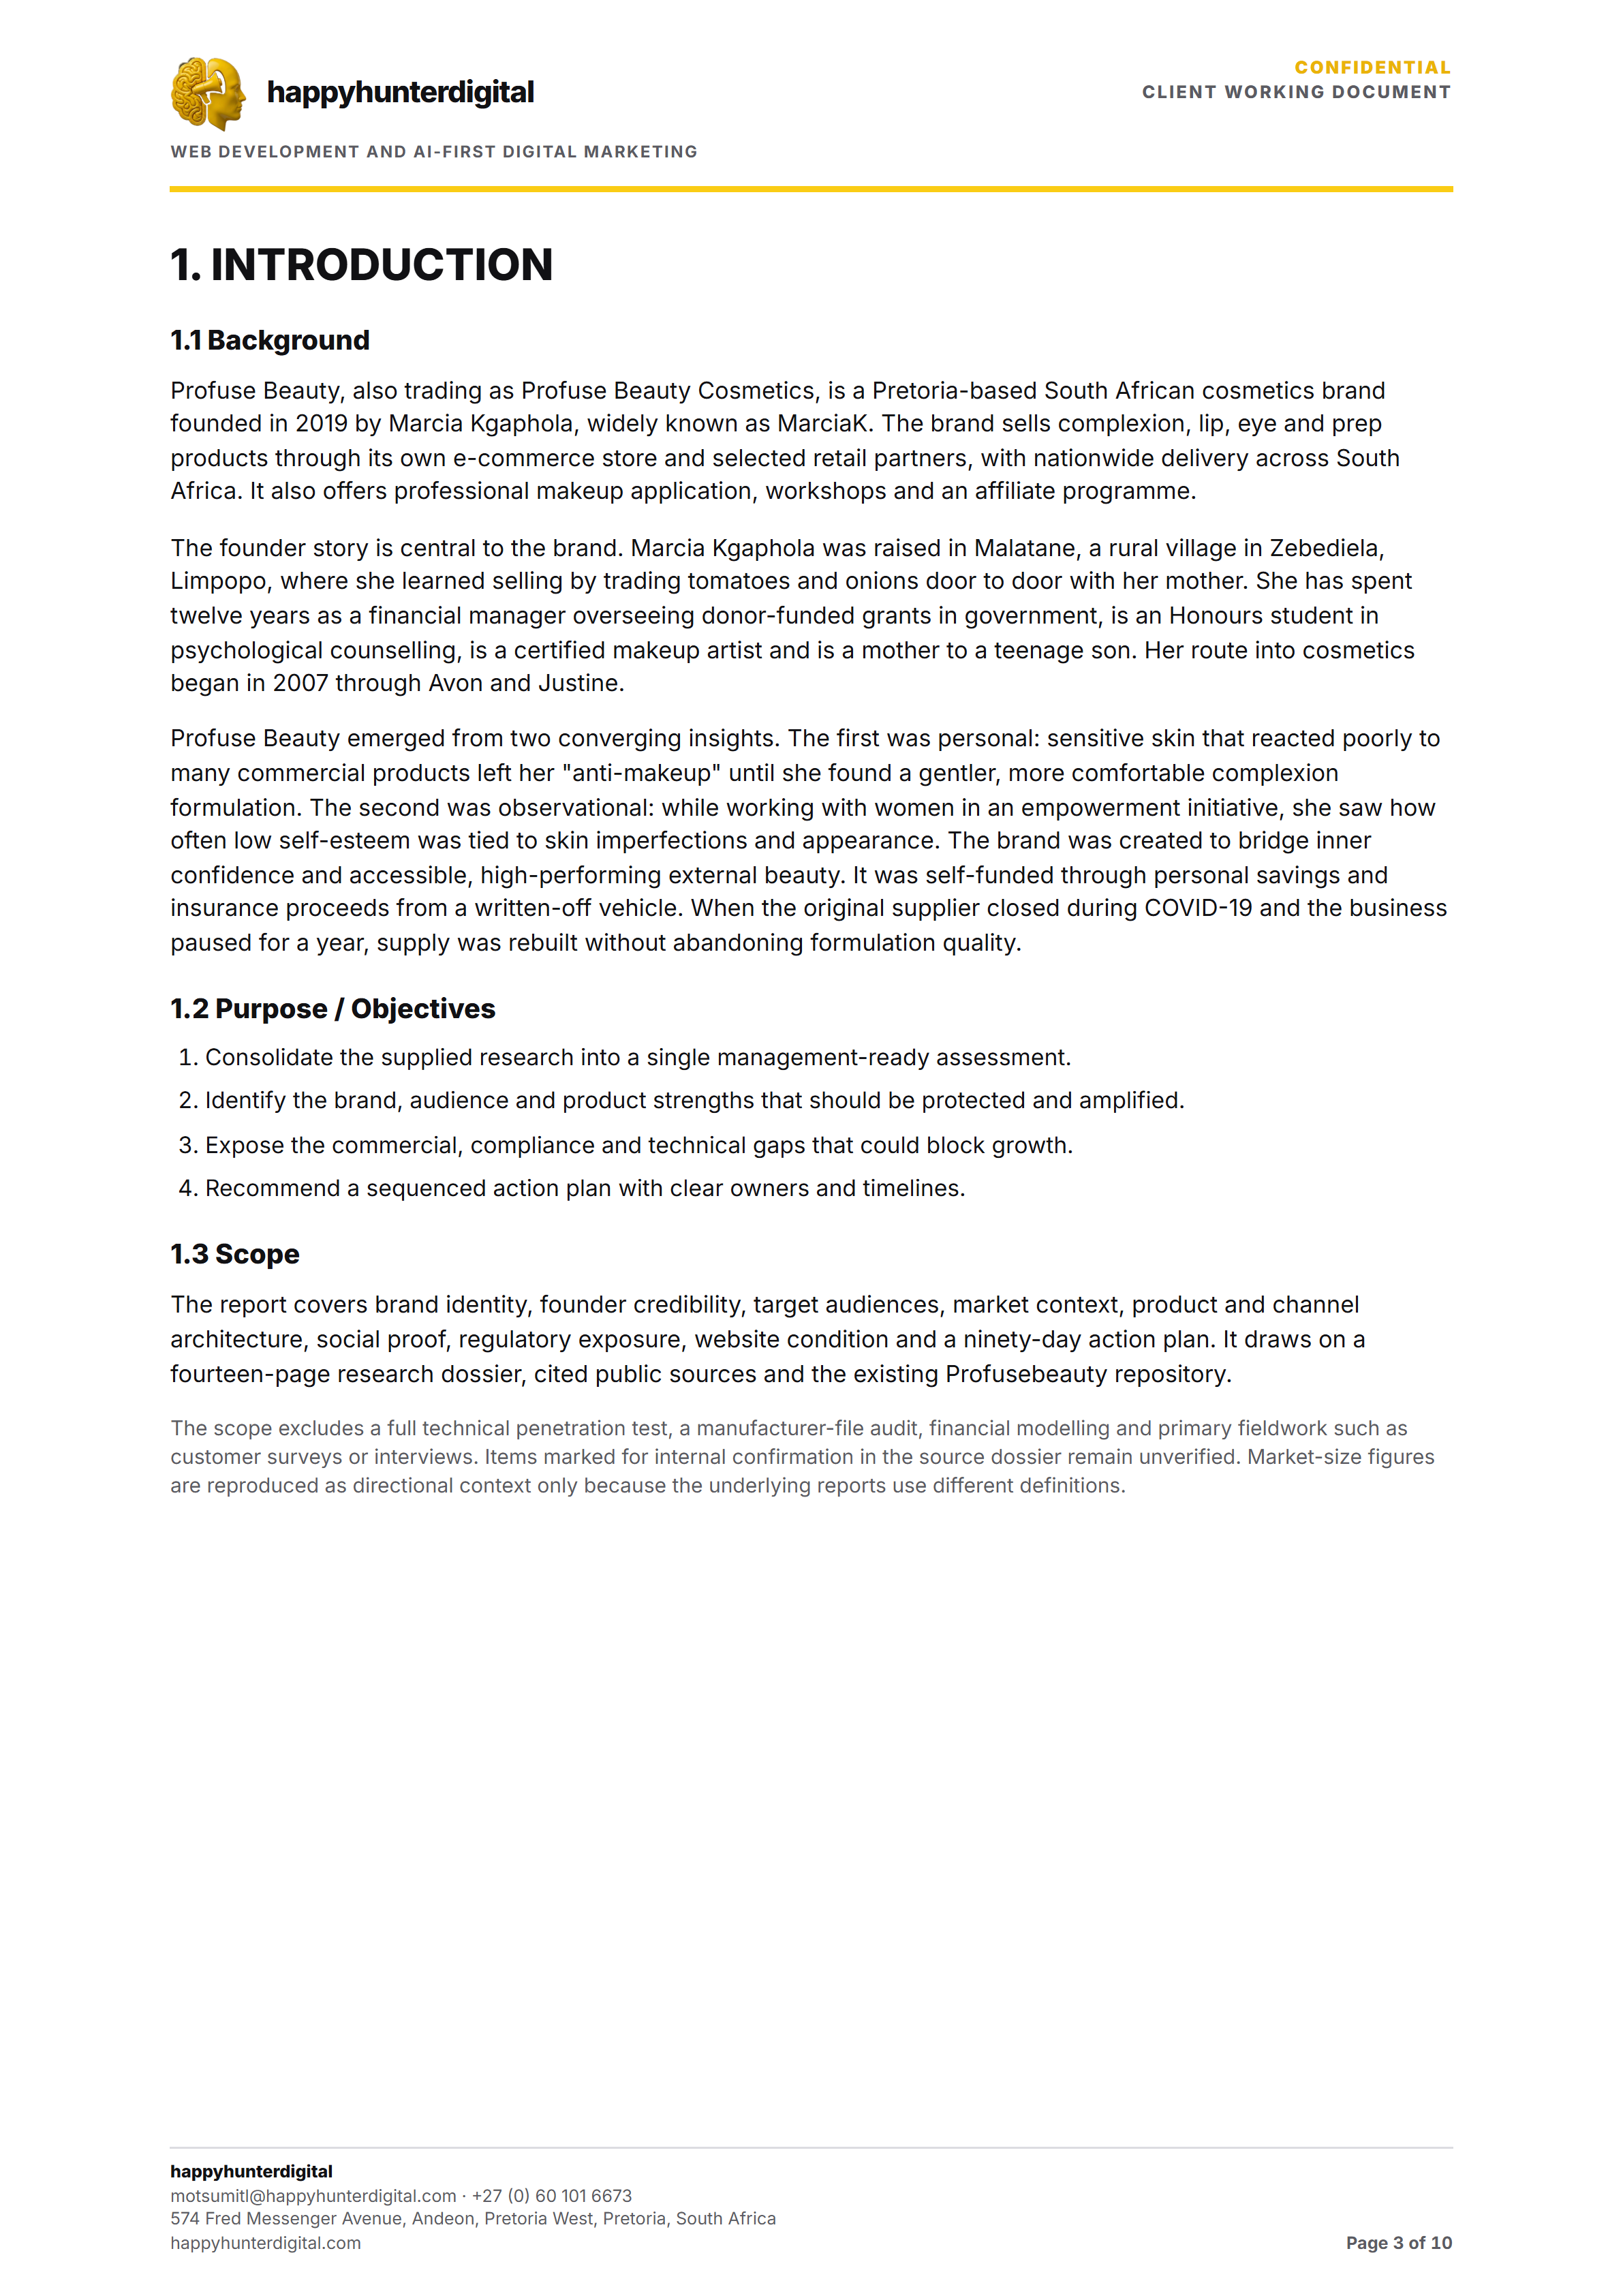 happyhunterdigital
CONFIDENTIAL
CLIENT WORKING DOCUMENT
WEB DEVELOPMENT AND AI-FIRST DIGITAL MARKETING
1. INTRODUCTION
1.1 Background
Profuse Beauty, also trading as Profuse Beauty Cosmetics, is a Pretoria-based South African cosmetics brand
founded in 2019 by Marcia Kgaphola, widely known as MarciaK. The brand sells complexion, lip, eye and prep
products through its own e-commerce store and selected retail partners, with nationwide delivery across South
Africa. It also offers professional makeup application, workshops and an affiliate programme.
The founder story is central to the brand. Marcia Kgaphola was raised in Malatane, a rural village in Zebediela,
Limpopo, where she learned selling by trading tomatoes and onions door to door with her mother. She has spent
twelve years as a financial manager overseeing donor-funded grants in government, is an Honours student in
psychological counselling, is a certified makeup artist and is a mother to a teenage son. Her route into cosmetics
began in 2007 through Avon and Justine.
Profuse Beauty emerged from two converging insights. The first was personal: sensitive skin that reacted poorly to
many commercial products left her "anti-makeup" until she found a gentler, more comfortable complexion
formulation. The second was observational: while working with women in an empowerment initiative, she saw how
often low self-esteem was tied to skin imperfections and appearance. The brand was created to bridge inner
confidence and accessible, high-performing external beauty. It was self-funded through personal savings and
insurance proceeds from a written-off vehicle. When the original supplier closed during COVID-19 and the business
paused for a year, supply was rebuilt without abandoning formulation quality.
1.2 Purpose / Objectives
1. Consolidate the supplied research into a single management-ready assessment.
2. Identify the brand, audience and product strengths that should be protected and amplified.
3. Expose the commercial, compliance and technical gaps that could block growth.
4. Recommend a sequenced action plan with clear owners and timelines.
1.3 Scope
The report covers brand identity, founder credibility, target audiences, market context, product and channel
architecture, social proof, regulatory exposure, website condition and a ninety-day action plan. It draws on a
fourteen-page research dossier, cited public sources and the existing Profusebeauty repository.
The scope excludes a full technical penetration test, a manufacturer-file audit, financial modelling and primary fieldwork such as
customer surveys or interviews. Items marked for internal confirmation in the source dossier remain unverified. Market-size figures
are reproduced as directional context only because the underlying reports use different definitions.
happyhunterdigital
motsumitl@happyhunterdigital.com · +27 (0) 60 101 6673
574 Fred Messenger Avenue, Andeon, Pretoria West, Pretoria, South Africa
happyhunterdigital.com
Page 3 of 10